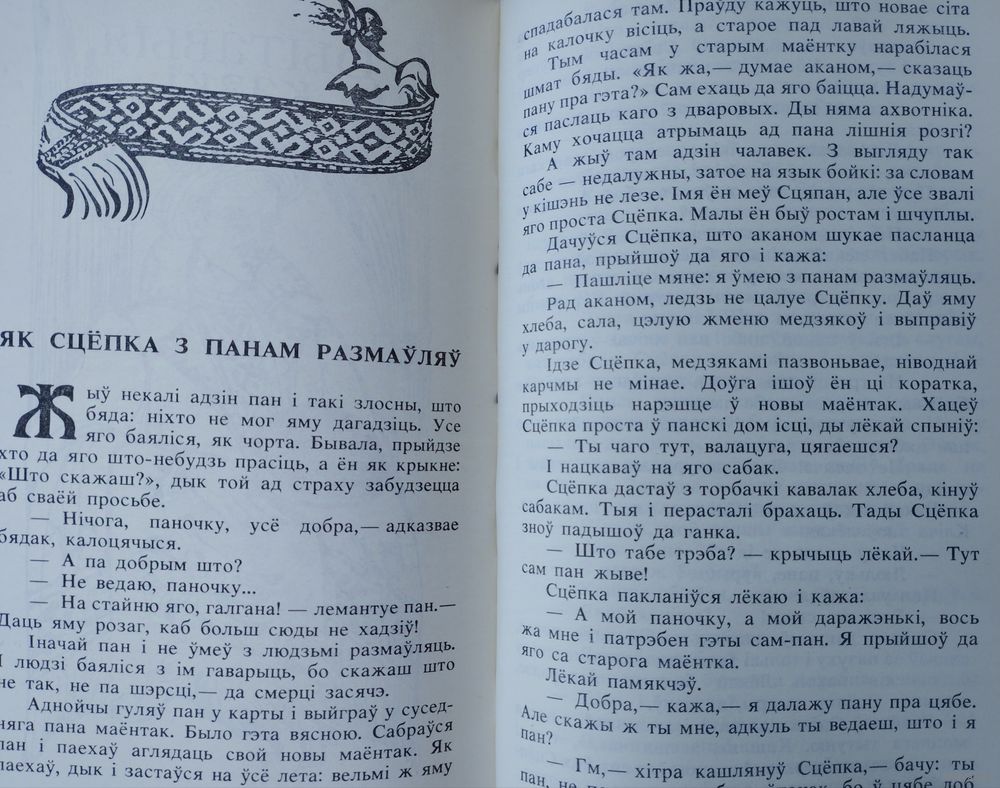 ЯК СЦЁПКА З ПАНАМ РАЗМАЎЛЯЎ
Жыў некалі адзін пан і такі злосны, што
бяда: ніхто не мог яму дагадзіць. Усе
яго баяліся, як чорта. Бывала, прыйдзе
хто да яго што-небудзь прасіць, а ён як крыкне:
«Што скажаш?», дык той ад страху забудзецца
аб сваёй просьбе.
— Нічога, паночку, усё добра,— адказвае
бядак, калоцячыся.
— А па добрым што?
— Не ведаю, паночку...
— На стайню яго, галгана! — лемантуе пан.—
Даць яму розаг, каб больш сюды не хадзіў!
Іначай пан і не ўмеў з людзьмі размаўляць.
І людзі баяліся з ім гаварыць, бо скажаш што
не так, не па шэрсці,— да смерці засячэ.
Аднойчы гуляў пан у карты і выйграў у сусед-
няга пана маёнтак. Было гэта вясною. Сабраўся
пан і паехаў аглядаць свой новы маёнтак. Як
паехаў, дык і застаўся на ўсё лета: вельмі ж яму
спадабалася там. Праўду кажуць, што новае сіта
на калочку вісіць, а старое пад лавай ляжыць.
Тым часам у старым маёнтку нарабілася
шмат бяды. «Як жа,— думае аканом,— сказаць
пану пра гэта?» Сам ехаць да яго баіцца. Надумаў-
ся паслаць каго з дваровых. Ды няма ахвотніка.
Каму хочацца атрымаць ад пана лішнія розгі?
А жыў там адзін чалавек. З выгляду так
сабе — недалужны, затое на язык бойкі: за словам
у кішэнь не лезе. Імя ён меў Сцяпан, але ўсе звалі
яго проста Сцёпка. Малы ён быў ростам і шчуплы.
Дачуўся Сцёпка, што аканом шукае пасланца
да пана, прыйшоў да яго і кажа:
— Пашліце мяне: я ўмею з панам размаўляць.
Рад аканом, ледзь не цалуе Сцёпку. Даў яму
хлеба, сала, цэлую жменю медзякоў і выправіў
у дарогу.
Ідзе Сцёпка, медзякамі пазвоньвае, ніводнай
карчмы не мінае. Доўга ішоў ён ці коратка,
прыходзіць нарэшце ў новы маёнтак. Хацеў
Сцёпка проста ў панскі дом ісці, ды лёкай спыніў:
— Ты чаго тут, валацуга, цягаешся?
І нацкаваў на яго сабак.
Сцёпка дастаў з торбачкі кавалак хлеба, кінуў
сабакам. Тыя і перасталі брахаць. Тады Сцёпка
зноў падышоў да ганка.
— Што табе трэба? — крычыць лёкай.— Тут
сам пан жыве!
Сцёпка пакланіўся лёкаю і кажа:
— А мой паночку, а мой даражэнькі, вось
жа мне і патрэбен гэты сам-пан. Я прыйшоў да
яго са старога маёнтка.
Лёкай памякчэў.
— Добра,— кажа,— я далажу пану пра цябе.
Але скажы ж ты мне, адкуль ты ведаеш, што і я
пан?
— Гм,— хітра кашлянуў Сцёпка,— бачу: ты
пан, не бо ў цябе лоб